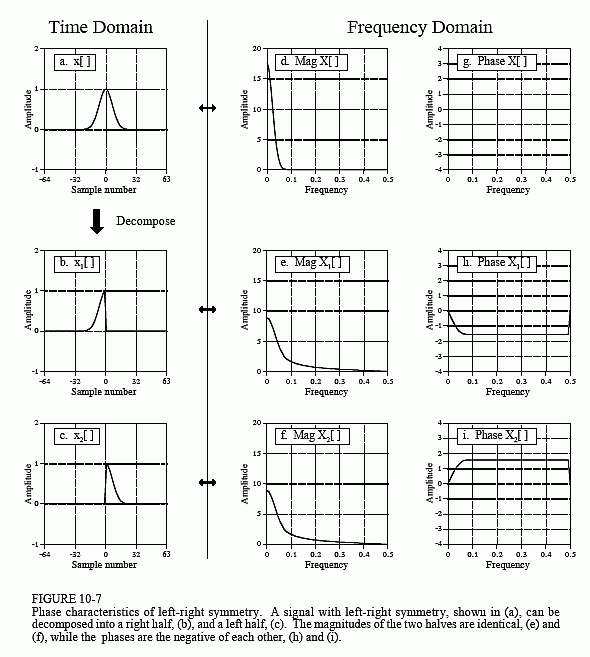 Time Domain
Frequency Domain
a. x[ ]
Amplitude
2
1
0
-1
-64 -32 0 32 63
Sample number
d. Mag X[ ]
Amplitude
20
15
10
5
0
0 0.1 0.2 0.3 0.4 0.5
Frequency
g. Phase X[ ]
Amplitude
4
3
2
1
0
-1
-2
-3
-4
0 0.1 0.2 0.3 0.4 0.5
Frequency
Decompose
b. x₁[ ]
Amplitude
2
1
0
-1
-64 -32 0 32 63
Sample number
e. Mag X₁[ ]
Amplitude
20
15
10
5
0
0 0.1 0.2 0.3 0.4 0.5
Frequency
h. Phase X₁[ ]
Amplitude
4
3
2
1
0
-1
-2
-3
-4
0 0.1 0.2 0.3 0.4 0.5
Frequency
c. x₂[ ]
Amplitude
2
1
0
-1
-64 -32 0 32 63
Sample number
f. Mag X₂[ ]
Amplitude
20
15
10
5
0
0 0.1 0.2 0.3 0.4 0.5
Frequency
i. Phase X₂[ ]
Amplitude
4
3
2
1
0
-1
-2
-3
-4
0 0.1 0.2 0.3 0.4 0.5
Frequency
FIGURE 10-7
Phase characteristics of left-right symmetry. A signal with left-right symmetry, shown in (a), can be
decomposed into a right half, (b), and a left half, (c). The magnitudes of the two halves are identical, (e) and
(f), while the phases are the negative of each other, (h) and (i).